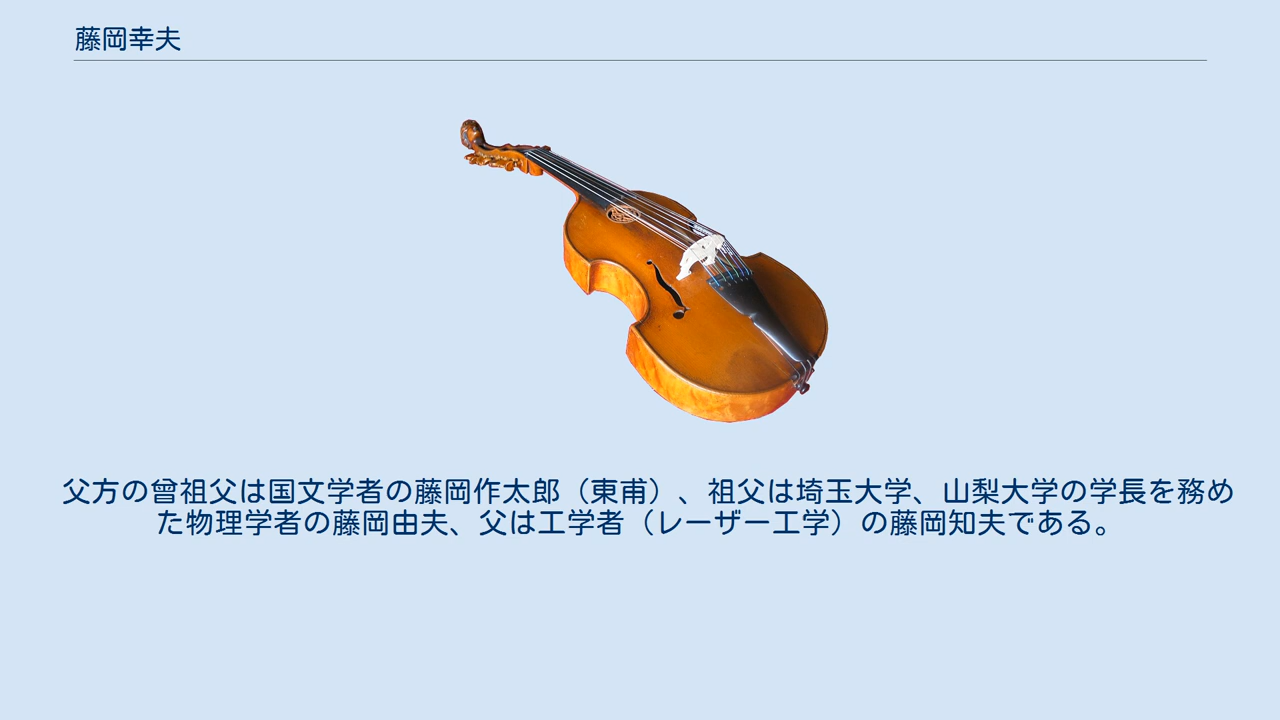 藤岡幸夫
父方の曾祖父は国文学者の藤岡作太郎（東甫）、祖父は埼玉大学、山梨大学の学長を務め
た物理学者の藤岡由夫、父は工学者（レーザー工学）の藤岡知夫である。